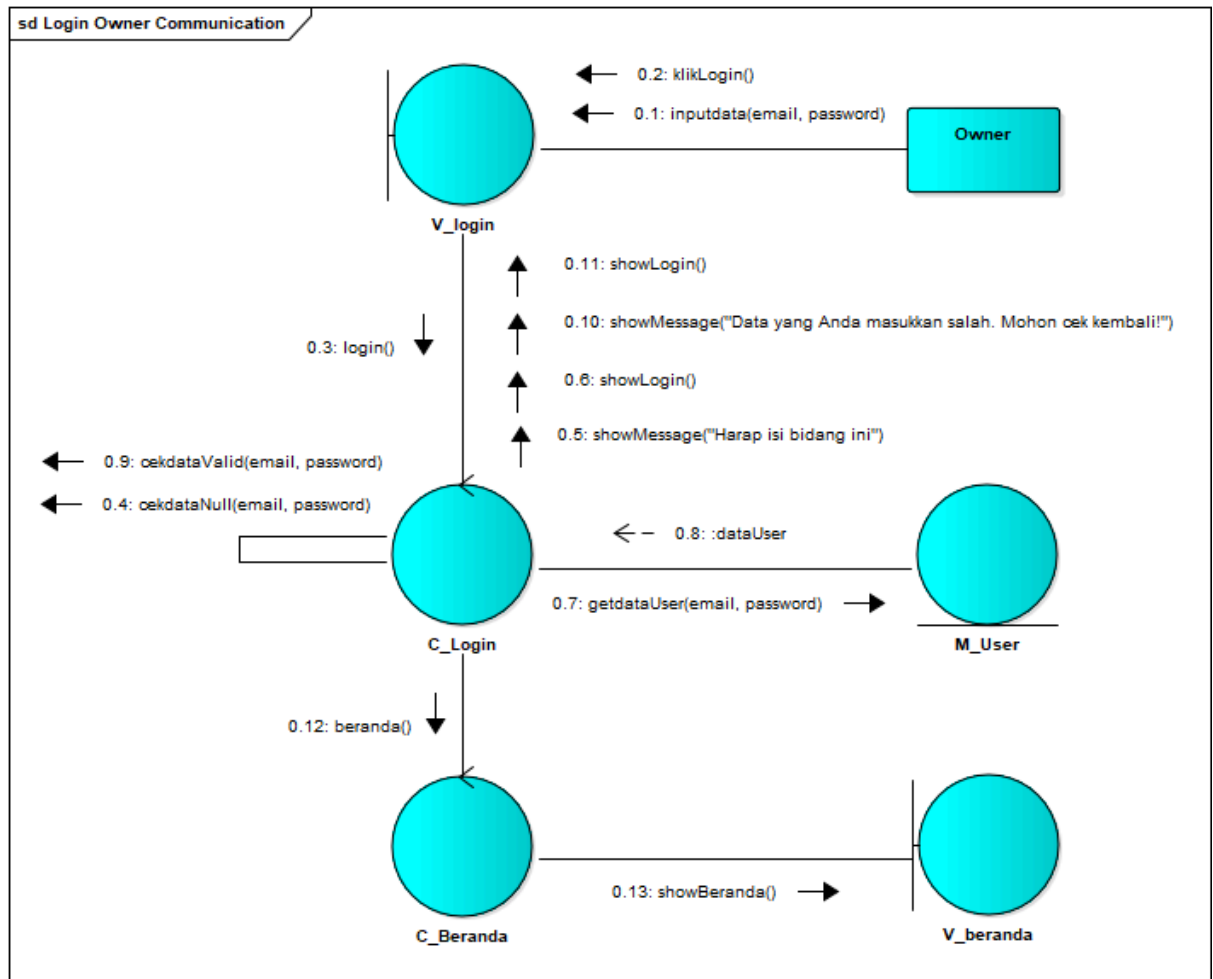 sd Login Owner Communication
0.2: klikLogin()
0.1: inputdata(email, password)
Owner
V_login
0.11: showLogin()
0.10: showMessage("Data yang Anda masukkan salah. Mohon cek kembali!")
0.3: login()
0.6: showLogin()
0.5: showMessage("Harap isi bidang ini")
0.9: cekdataValid(email, password)
0.4: cekdataNull(email, password)
0.8: :dataUser
0.7: getdataUser(email, password)
C_Login
M_User
0.12: beranda()
0.13: showBeranda()
C_Beranda
V_beranda